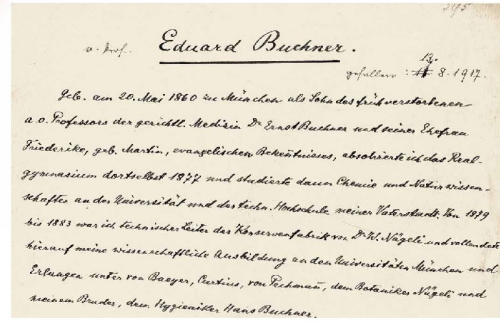 295
o. Prof. Eduard Buchner.
gefallen: 13. 8. 1917.
Geb. am 20. Mai 1860 zu München als Sohn des früh verstorbenen
a. o. Professors der gerichtl. Medizin Dr Ernst Buchner und seiner Ehefrau
Friederike, geb. Martin, evangelischen Bekenntnisses, absolvierte ich das Real-
gymnasium dortselbst 1877 und studierte dann Chemie und Naturwissen-
schaften an der Universität und der techn. Hochschule meiner Vaterstadt. Von 1879
bis 1883 war ich technischer Leiter der Konservenfabrik von Dr W. Nägeli und vollendete
hierauf meine wissenschaftliche Ausbildung an den Universitäten München und
Erlangen unter von Baeyer, Curtius, von Pechmann, dem Botaniker Nägeli und
meinem Bruder, dem Hygieniker Hans Buchner.